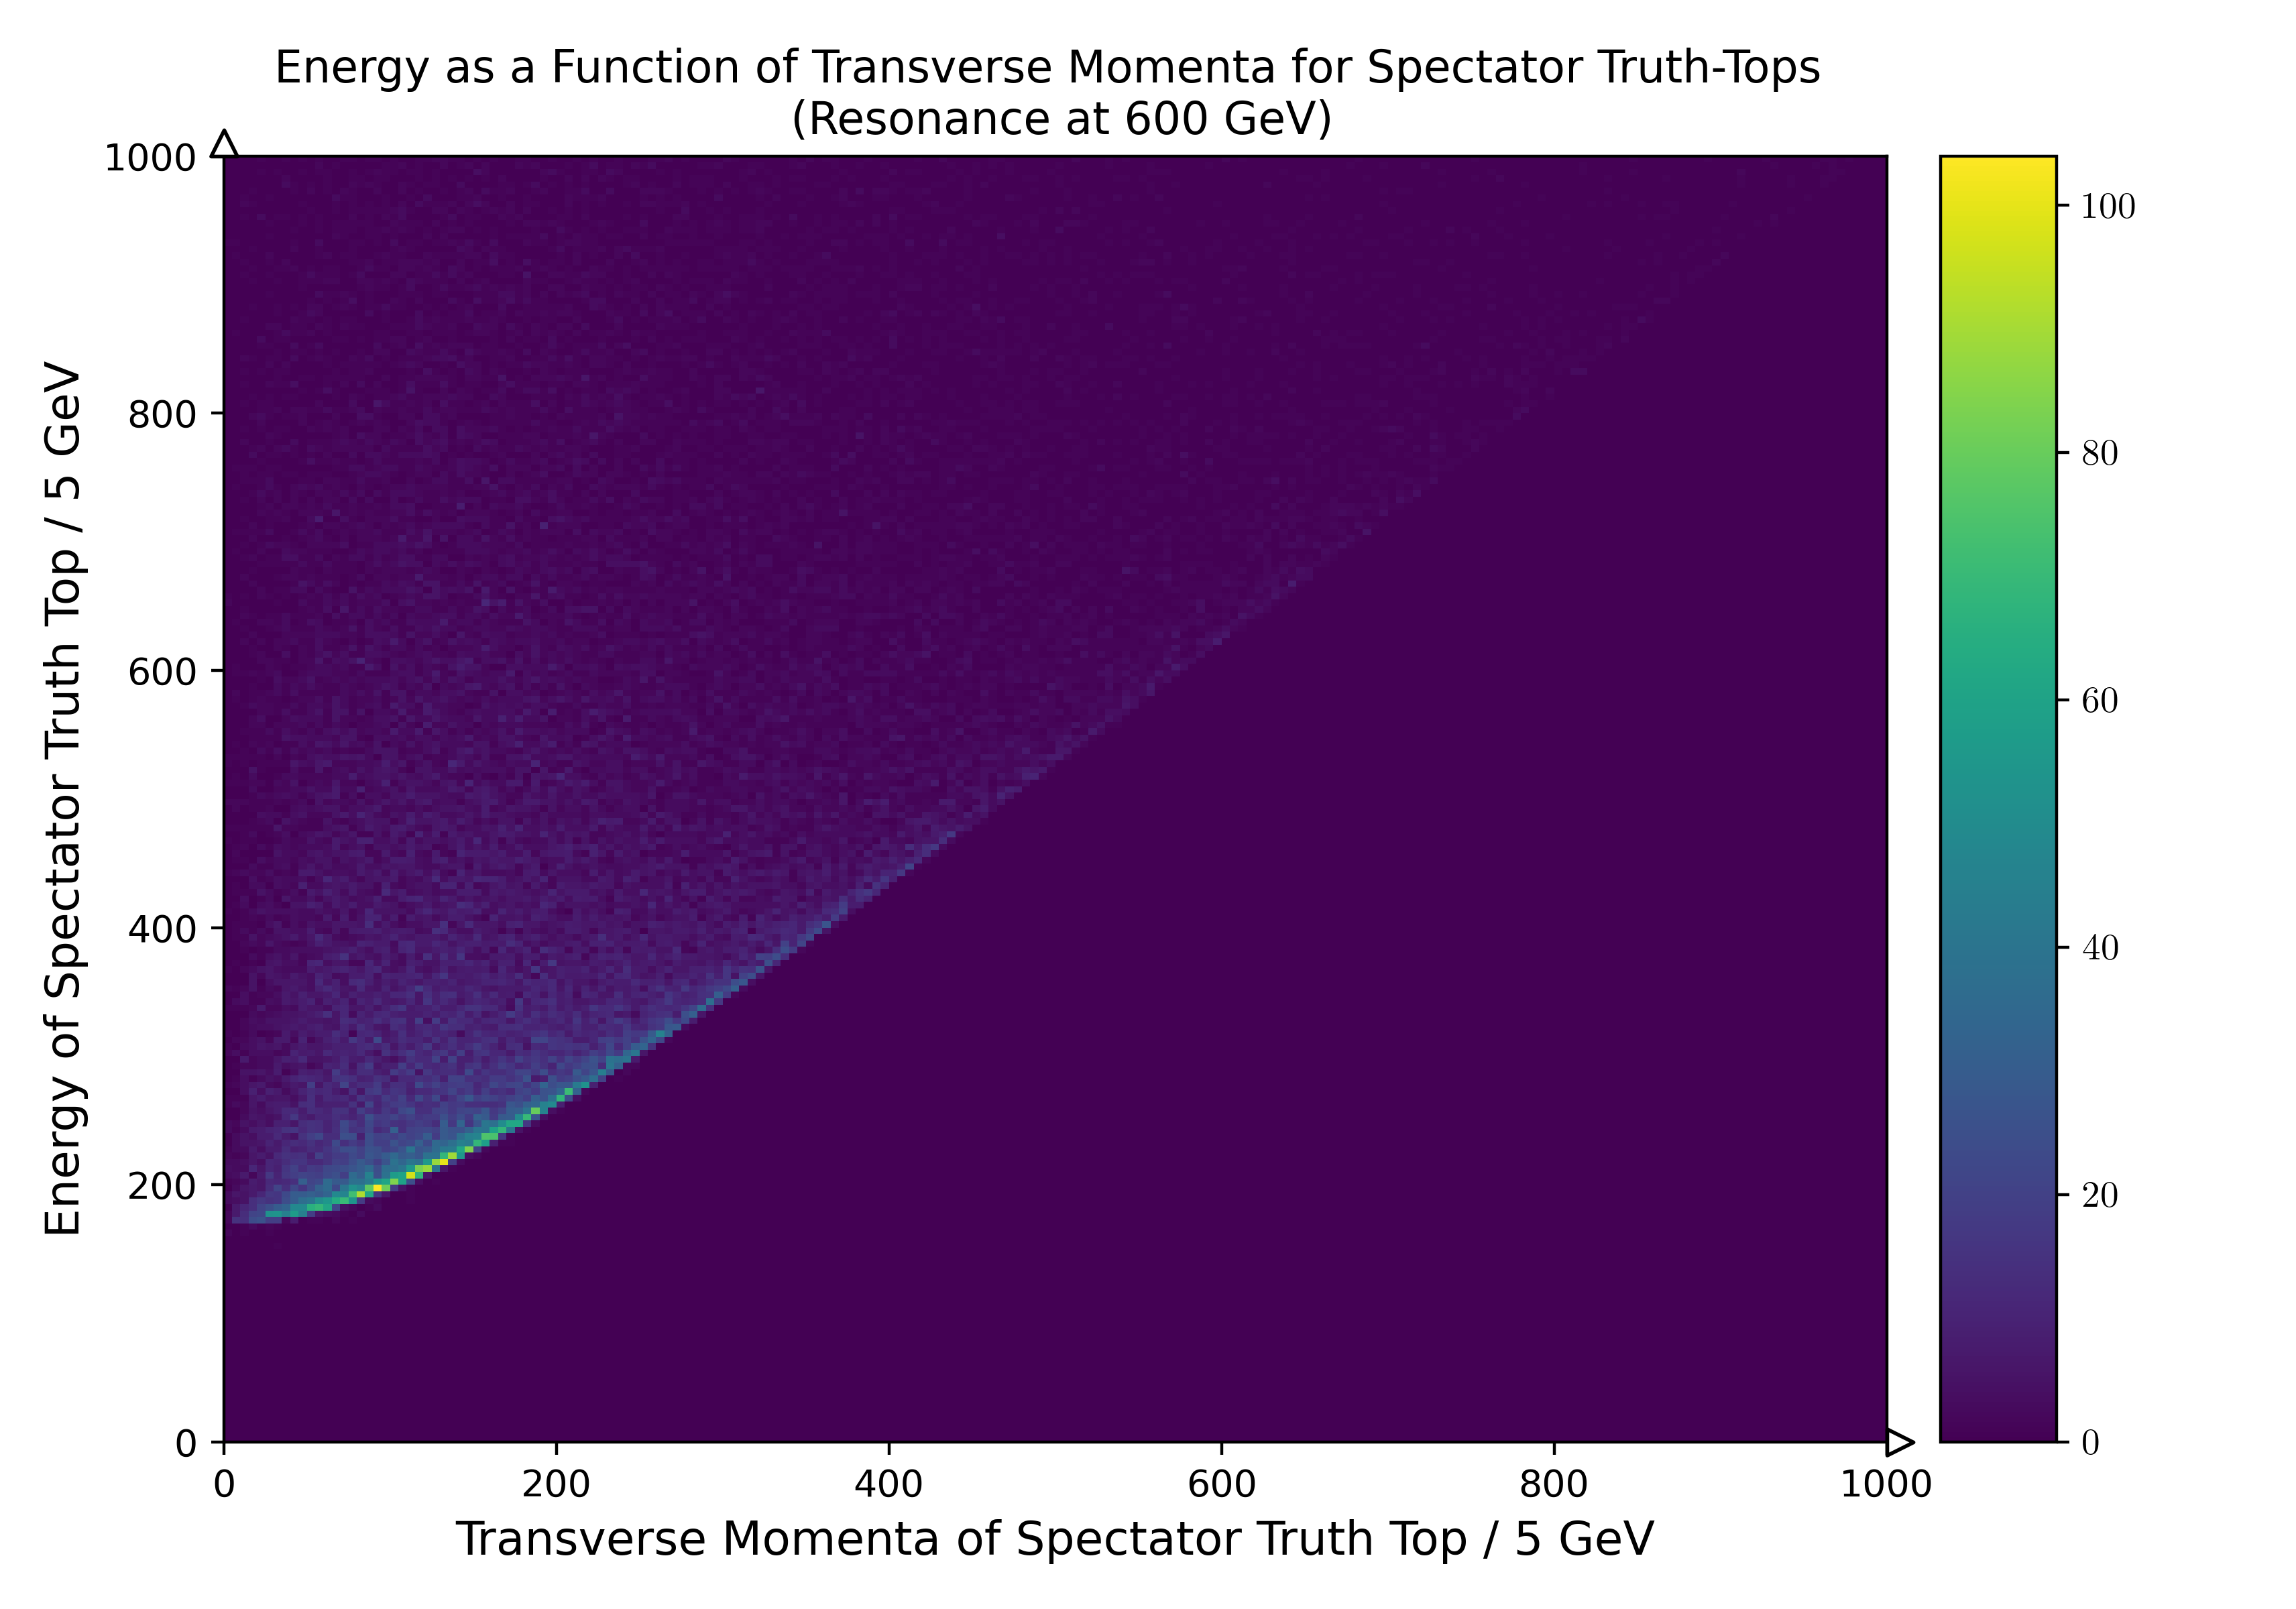 Energy as a Function of Transverse Momenta for Spectator Truth-Tops
(Resonance at 600 GeV)
Energy of Spectator Truth Top / 5 GeV
1000
800
600
400
200
0
0 200 400 600 800 1000
Transverse Momenta of Spectator Truth Top / 5 GeV
100
80
60
40
20
0